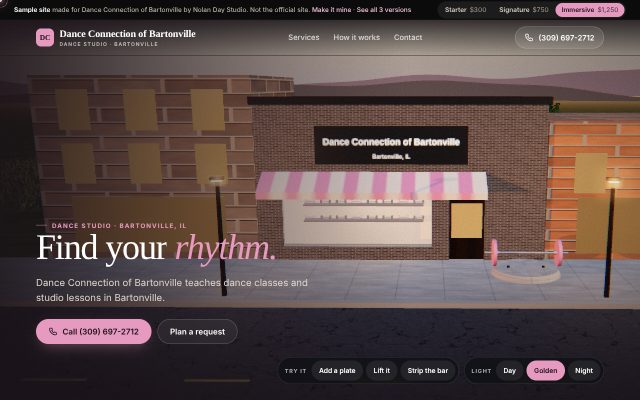 Sample site made for Dance Connection of Bartonville by Nolan Day Studio. Not the official site. Make it mine · See all 3 versions
Starter $300 Signature $750 Immersive $1,250
DC Dance Connection of Bartonville
DANCE STUDIO · BARTONVILLE
Services How it works Contact
(309) 697-2712
Dance Connection of Bartonville
Bartonville, IL
DANCE STUDIO · BARTONVILLE, IL
Find your rhythm.
Dance Connection of Bartonville teaches dance classes and
studio lessons in Bartonville.
Call (309) 697-2712 Plan a request
TRY IT Add a plate Lift it Strip the bar LIGHT Day Golden Night